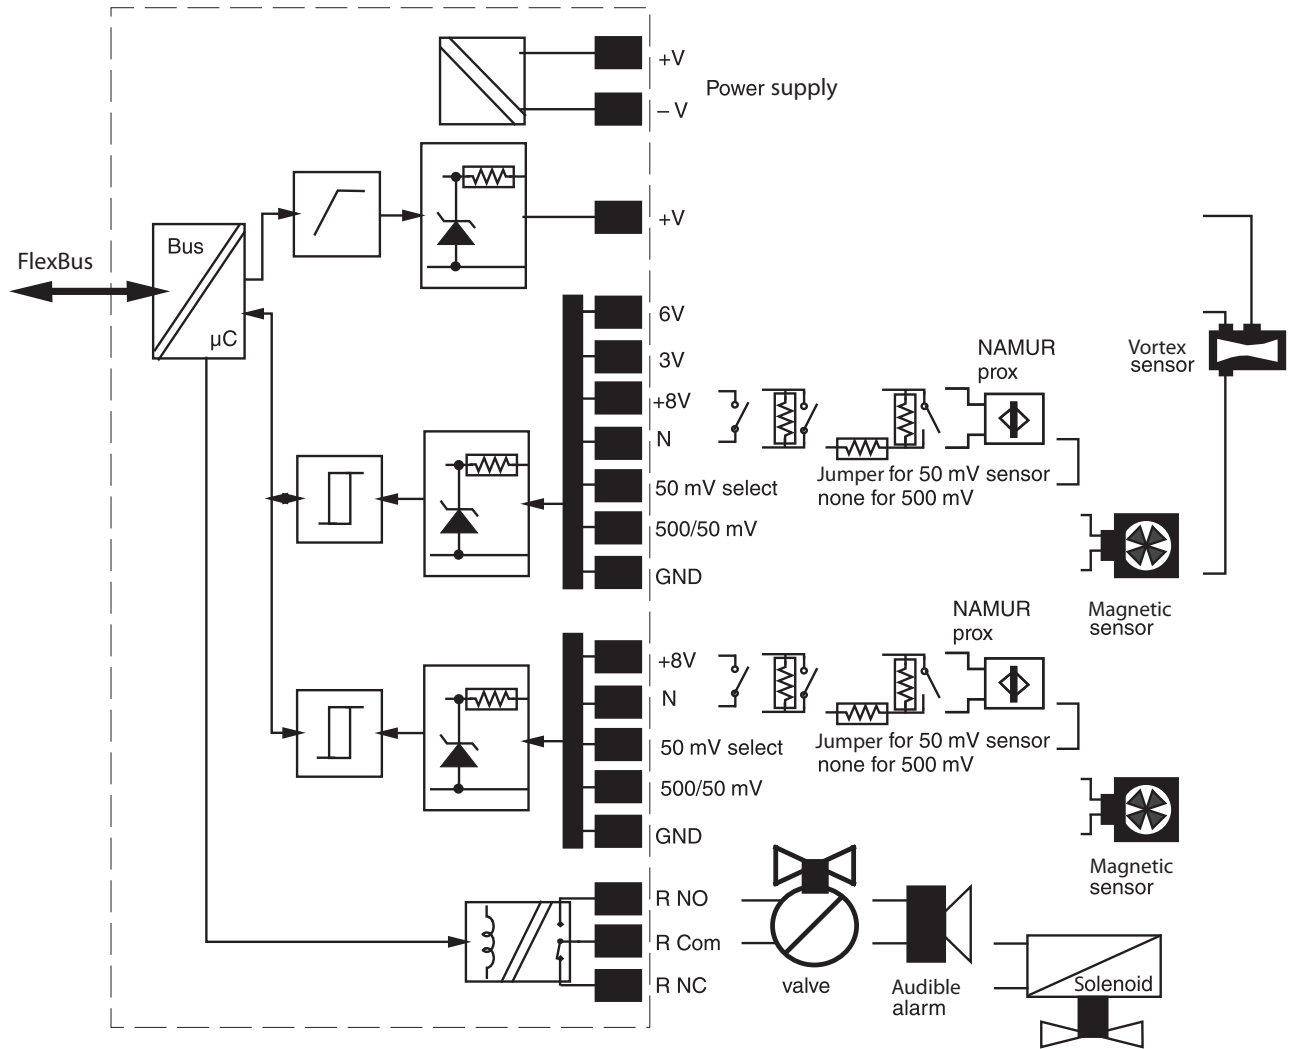 +V
Power supply
– V
+V
Bus
FlexBus
µC
6V
3V
+8V
N
50 mV select
500/50 mV
GND
NAMUR
prox
Jumper for 50 mV sensor
none for 500 mV
Vortex
sensor
Magnetic
sensor
+8V
N
50 mV select
500/50 mV
GND
NAMUR
prox
Jumper for 50 mV sensor
none for 500 mV
Magnetic
sensor
R NO
R Com
R NC
valve
Audible
alarm
Solenoid